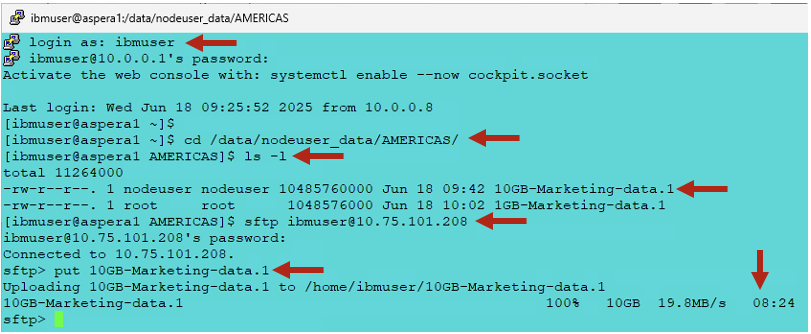 ibmuser@aspera1:/data/nodeuser_data/AMERICAS
login as: ibmuser
ibmuser@10.0.0.1's password:
Activate the web console with: systemctl enable --now cockpit.socket
Last login: Wed Jun 18 09:25:52 2025 from 10.0.0.8
[ibmuser@aspera1 ~]$
[ibmuser@aspera1 ~]$ cd /data/nodeuser_data/AMERICAS/
[ibmuser@aspera1 AMERICAS]$ ls -l
total 11264000
-rw-r--r--. 1 nodeuser nodeuser 10485760000 Jun 18 09:42 10GB-Marketing-data.1
-rw-r--r--. 1 root     root      1048576000 Jun 18 10:02 1GB-Marketing-data.1
[ibmuser@aspera1 AMERICAS]$ sftp ibmuser@10.75.101.208
ibmuser@10.75.101.208's password:
Connected to 10.75.101.208.
sftp> put 10GB-Marketing-data.1
Uploading 10GB-Marketing-data.1 to /home/ibmuser/10GB-Marketing-data.1
10GB-Marketing-data.1 100% 10GB 19.8MB/s 08:24
sftp>